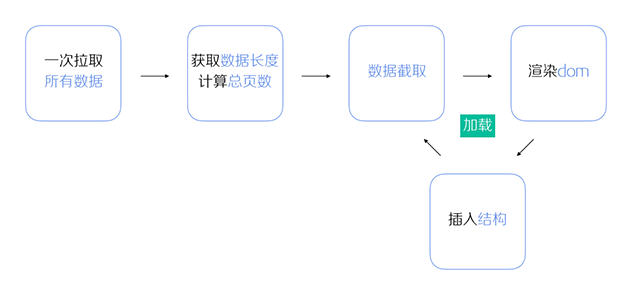 一次拉取
所有数据
获取数据长度
计算总页数
数据截取
渲染dom
加载
插入结构